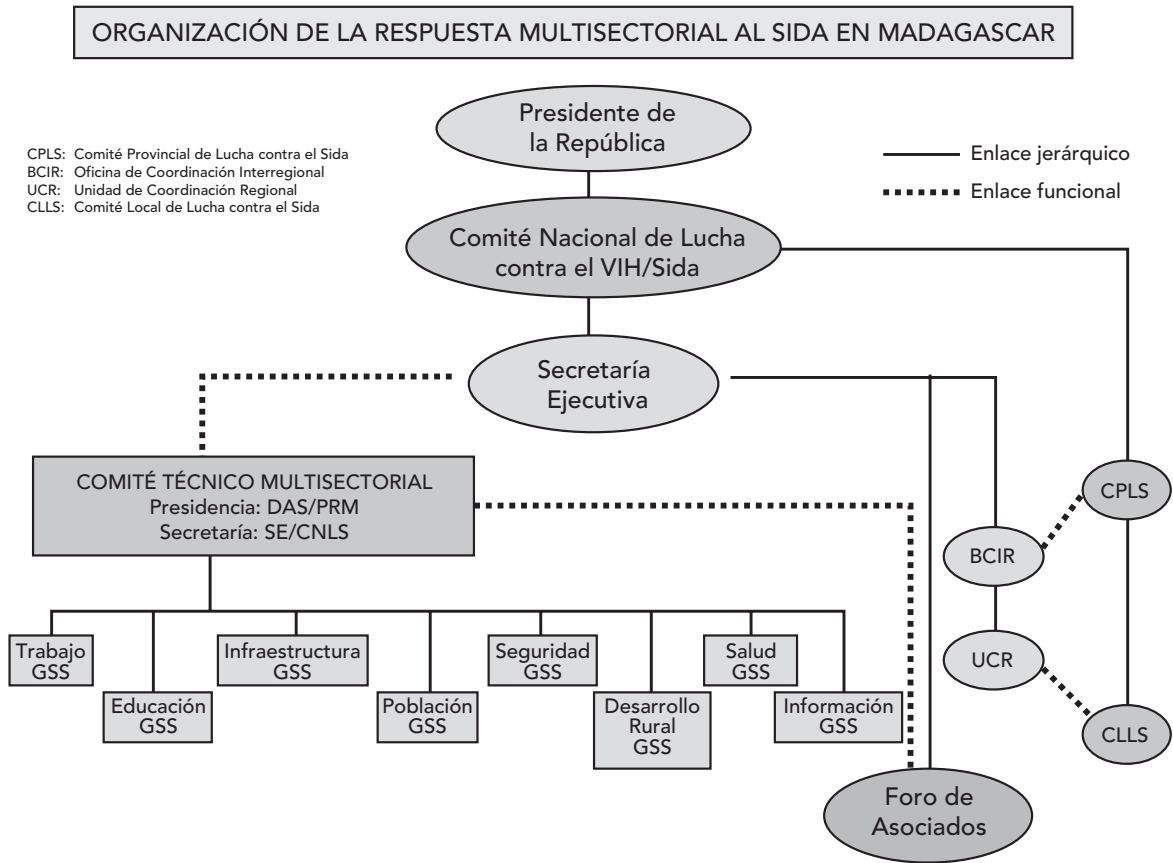 ORGANIZACIÓN DE LA RESPUESTA MULTISECTORIAL AL SIDA EN MADAGASCAR
Presidente de
la República
CPLS: Comité Provincial de Lucha contra el Sida
BCIR: Oficina de Coordinación Interregional
UCR: Unidad de Coordinación Regional
CLLS: Comité Local de Lucha contra el Sida
Enlace jerárquico
Enlace funcional
Comité Nacional de Lucha
contra el VIH/Sida
Secretaría
Ejecutiva
COMITÉ TÉCNICO MULTISECTORIAL
Presidencia: DAS/PRM
Secretaría: SE/CNLS
CPLS
BCIR
UCR
CLLS
Trabajo
GSS
Educación
GSS
Infraestructura
GSS
Población
GSS
Seguridad
GSS
Desarrollo
Rural
GSS
Salud
GSS
Información
GSS
Foro de
Asociados